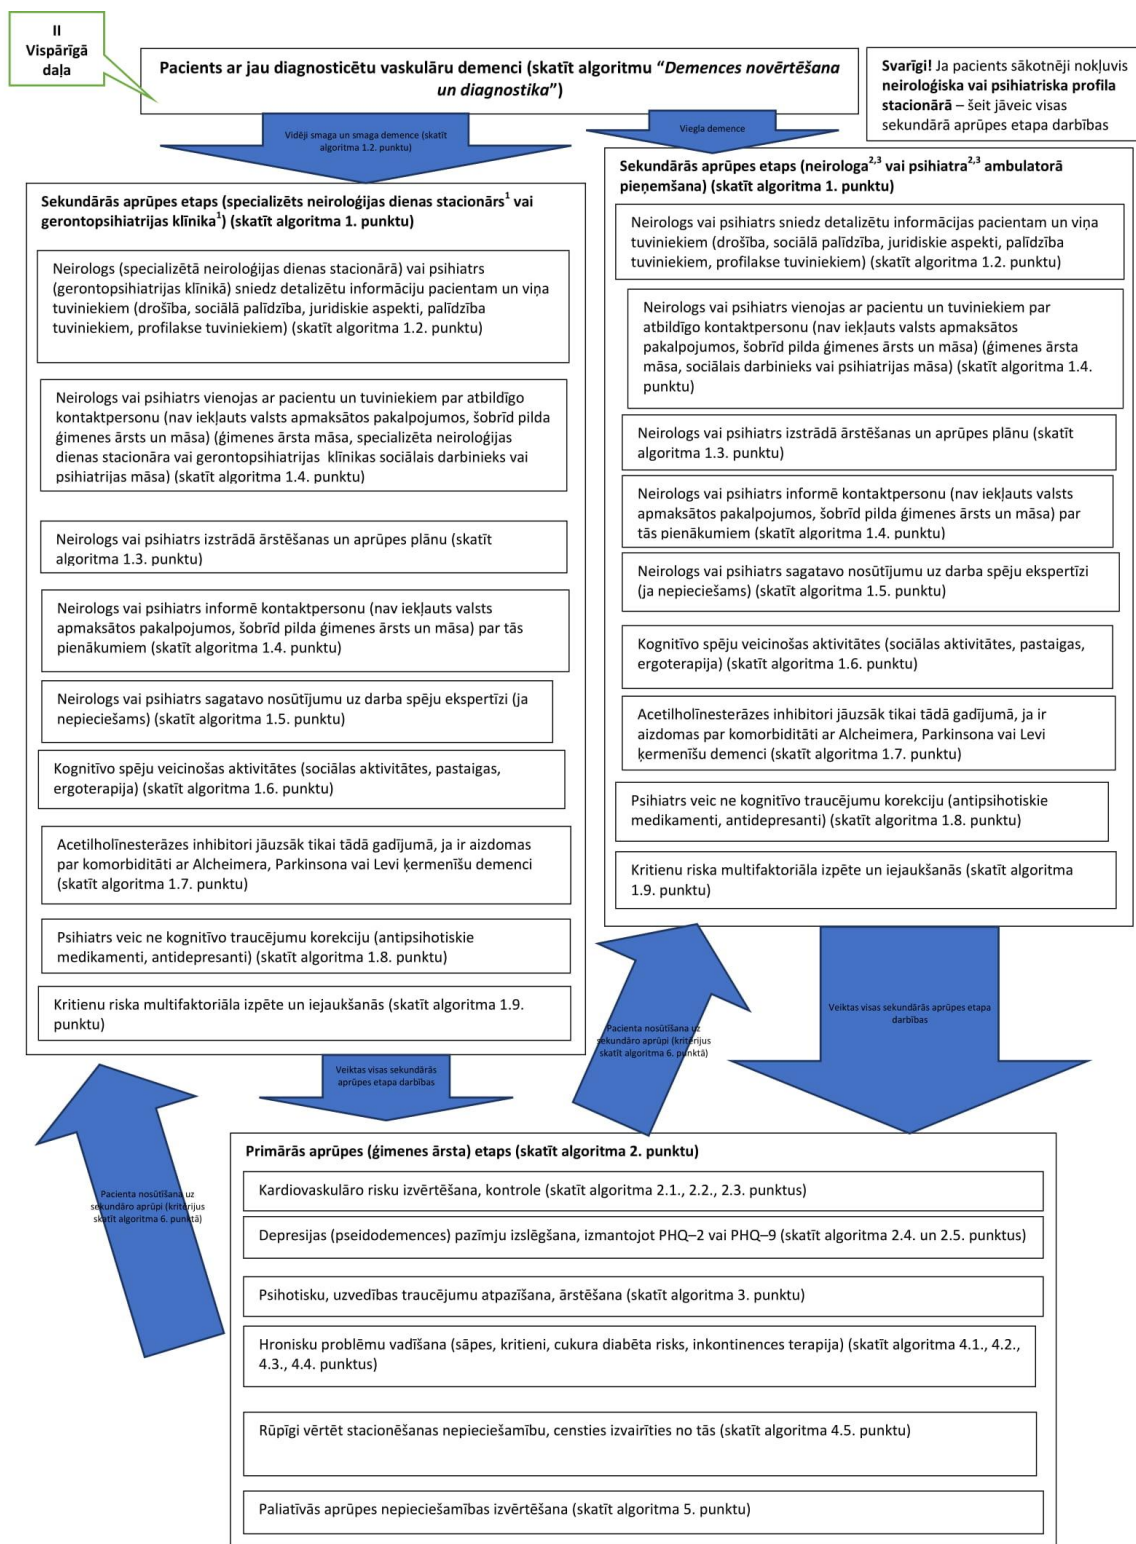 II
Vispārīgā
daļa
Pacients ar jau diagnosticētu vaskulāru demenci (skatīt algoritmu “Demences novērtēšana
un diagnostika”)
Svarīgi! Ja pacients sākotnēji nokļuvis
neiroloģiska vai psihiatriska profila
stacionārā – šeit jāveic visas
sekundārā aprūpes etapa darbības
Vidēji smaga un smaga demence (skatīt
algoritma 1.2. punktu)
Viegla demence
Sekundārās aprūpes etaps (specializēts neiroloģijas dienas stacionārs1 vai
gerontopsihiatrijas klīnika1) (skatīt algoritma 1. punktu)
Neirologs (specializētā neiroloģijas dienas stacionārā) vai psihiatrs
(gerontopsihiatrijas klīnikā) sniedz detalizētu informāciju pacientam un viņa
tuviniekiem (drošība, sociālā palīdzība, juridiskie aspekti, palīdzība
tuviniekiem, profilakse tuviniekiem) (skatīt algoritma 1.2. punktu)
Neirologs vai psihiatrs vienojas ar pacientu un tuviniekiem par atbildīgo
kontaktpersonu (nav iekļauts valsts apmaksātos pakalpojumos, šobrīd pilda
ģimenes ārsts un māsa) (ģimenes ārsta māsa, specializēta neiroloģijas
dienas stacionāra vai gerontopsihiatrijas klīnikas sociālais darbinieks vai
psihiatrijas māsa) (skatīt algoritma 1.4. punktu)
Neirologs vai psihiatrs izstrādā ārstēšanas un aprūpes plānu (skatīt
algoritma 1.3. punktu)
Neirologs vai psihiatrs informē kontaktpersonu (nav iekļauts valsts
apmaksātos pakalpojumos, šobrīd pilda ģimenes ārsts un māsa) par tās
pienākumiem (skatīt algoritma 1.4. punktu)
Neirologs vai psihiatrs sagatavo nosūtījumu uz darba spēju ekspertīzi (ja
nepieciešams) (skatīt algoritma 1.5. punktu)
Kognitīvo spēju veicinošas aktivitātes (sociālas aktivitātes, pastaigas,
ergoterapija) (skatīt algoritma 1.6. punktu)
Acetilholīnesterāzes inhibitori jāuzsāk tikai tādā gadījumā, ja ir aizdomas
par komorbiditāti ar Alcheimera, Parkinsona vai Levi ķermenīšu demenci
(skatīt algoritma 1.7. punktu)
Psihiatrs veic ne kognitīvo traucējumu korekciju (antipsihotiskie
medikamenti, antidepresanti) (skatīt algoritma 1.8. punktu)
Kritienu riska multifaktoriāla izpēte un iejaukšanās (skatīt algoritma 1.9.
punktu)
Sekundārās aprūpes etaps (neirologa2,3 vai psihiatra2,3 ambulatorā
pieņemšana) (skatīt algoritma 1. punktu)
Neirologs vai psihiatrs sniedz detalizētu informācijas pacientam un viņa
tuviniekiem (drošība, sociālā palīdzība, juridiskie aspekti, palīdzība
tuviniekiem, profilakse tuviniekiem) (skatīt algoritma 1.2. punktu)
Neirologs vai psihiatrs vienojas ar pacientu un tuviniekiem par
atbildīgo kontaktpersonu (nav iekļauts valsts apmaksātos
pakalpojumos, šobrīd pilda ģimenes ārsts un māsa) (ģimenes ārsta
māsa, sociālais darbinieks vai psihiatrijas māsa) (skatīt algoritma 1.4.
punktu)
Neirologs vai psihiatrs izstrādā ārstēšanas un aprūpes plānu (skatīt
algoritma 1.3. punktu)
Neirologs vai psihiatrs informē kontaktpersonu (nav iekļauts valsts
apmaksātos pakalpojumos, šobrīd pilda ģimenes ārsts un māsa) par
tās pienākumiem (skatīt algoritma 1.4. punktu)
Neirologs vai psihiatrs sagatavo nosūtījumu uz darba spēju ekspertīzi
(ja nepieciešams) (skatīt algoritma 1.5. punktu)
Kognitīvo spēju veicinošas aktivitātes (sociālas aktivitātes, pastaigas,
ergoterapija) (skatīt algoritma 1.6. punktu)
Acetilholīnesterāzes inhibitori jāuzsāk tikai tādā gadījumā, ja ir
aizdomas par komorbiditāti ar Alcheimera, Parkinsona vai Levi
ķermenīšu demenci (skatīt algoritma 1.7. punktu)
Psihiatrs veic ne kognitīvo traucējumu korekciju (antipsihotiskie
medikamenti, antidepresanti) (skatīt algoritma 1.8. punktu)
Kritienu riska multifaktoriāla izpēte un iejaukšanās (skatīt algoritma
1.9. punktu)
Veiktas visas sekundārās aprūpes etapa
darbības
Pacienta nosūtīšana uz
sekundāro aprūpi (kritērijus
skatīt algoritma 6. punktā)
Veiktas visas sekundārās
aprūpes etapa darbības
Pacienta nosūtīšana uz
sekundāro aprūpi (kritērijus
skatīt algoritma 6. punktā)
Primārās aprūpes (ģimenes ārsta) etaps (skatīt algoritma 2. punktu)
Kardiovaskulāro risku izvērtēšana, kontrole (skatīt algoritma 2.1., 2.2., 2.3. punktus)
Depresijas (pseidodemences) pazīmju izslēgšana, izmantojot PHQ–2 vai PHQ–9 (skatīt algoritma 2.4. un 2.5. punktus)
Psihotisku, uzvedības traucējumu atpazīšana, ārstēšana (skatīt algoritma 3. punktu)
Hronisku problēmu vadīšana (sāpes, kritieni, cukura diabēta risks, inkontinences terapija) (skatīt algoritma 4.1., 4.2.,
4.3., 4.4. punktus)
Rūpīgi vērtēt stacionēšanas nepieciešamību, censties izvairīties no tās (skatīt algoritma 4.5. punktu)
Paliatīvās aprūpes nepieciešamības izvērtēšana (skatīt algoritma 5. punktu)